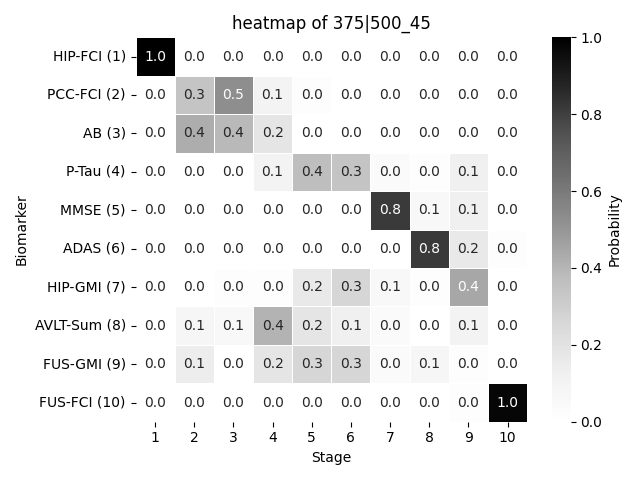 heatmap of 375|500_45
HIP-FCI (1) 1.0 0.0 0.0 0.0 0.0 0.0 0.0 0.0 0.0 0.0
PCC-FCI (2) 0.0 0.3 0.5 0.1 0.0 0.0 0.0 0.0 0.0 0.0
AB (3) 0.0 0.4 0.4 0.2 0.0 0.0 0.0 0.0 0.0 0.0
P-Tau (4) 0.0 0.0 0.0 0.1 0.4 0.3 0.0 0.0 0.1 0.0
MMSE (5) 0.0 0.0 0.0 0.0 0.0 0.0 0.8 0.1 0.1 0.0
ADAS (6) 0.0 0.0 0.0 0.0 0.0 0.0 0.0 0.8 0.2 0.0
HIP-GMI (7) 0.0 0.0 0.0 0.0 0.2 0.3 0.1 0.0 0.4 0.0
AVLT-Sum (8) 0.0 0.1 0.1 0.4 0.2 0.1 0.0 0.0 0.1 0.0
FUS-GMI (9) 0.0 0.1 0.0 0.2 0.3 0.3 0.0 0.1 0.0 0.0
FUS-FCI (10) 0.0 0.0 0.0 0.0 0.0 0.0 0.0 0.0 0.0 1.0
1 2 3 4 5 6 7 8 9 10
Stage
Biomarker
1.0
0.8
0.6
0.4
0.2
0.0
Probability